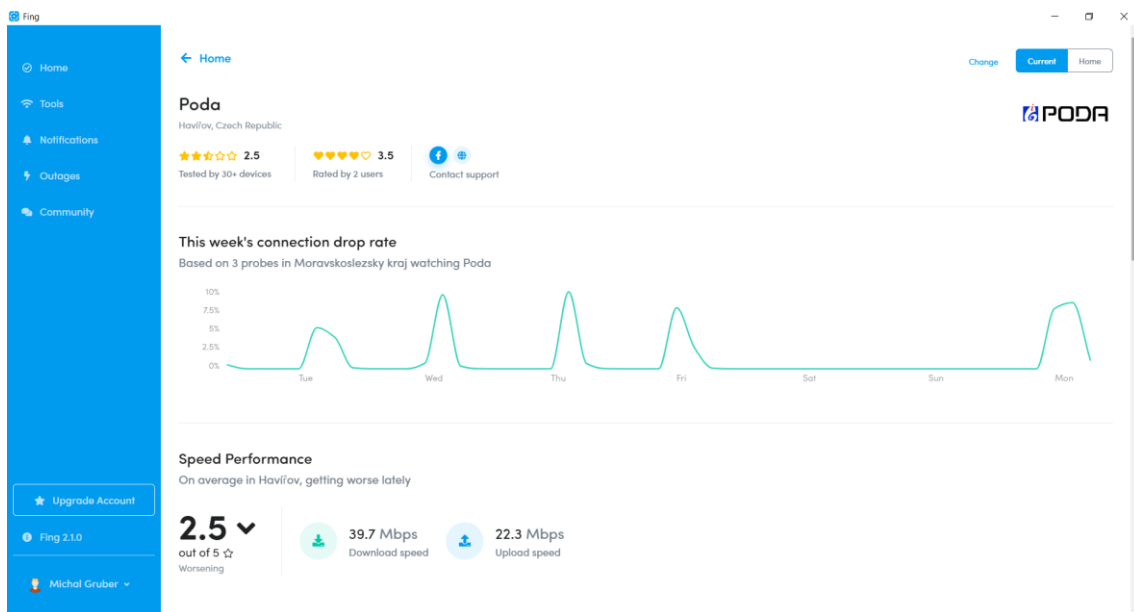 Fing
Home
Tools
Notifications
Outages
Community
Upgrade Account
Fing 2.1.0
Michal Gruber
Home
Change
Current
Home
Poda
Havířov, Czech Republic
PODA
2.5
3.5
Tested by 30+ devices
Rated by 2 users
Contact support
This week's connection drop rate
Based on 3 probes in Moravskoslezsky kraj watching Poda
10%
7.5%
5%
2.5%
0%
Tue
Wed
Thu
Fri
Sat
Sun
Mon
Speed Performance
On average in Havířov, getting worse lately
2.5
out of 5
Worsening
39.7 Mbps
Download speed
22.3 Mbps
Upload speed